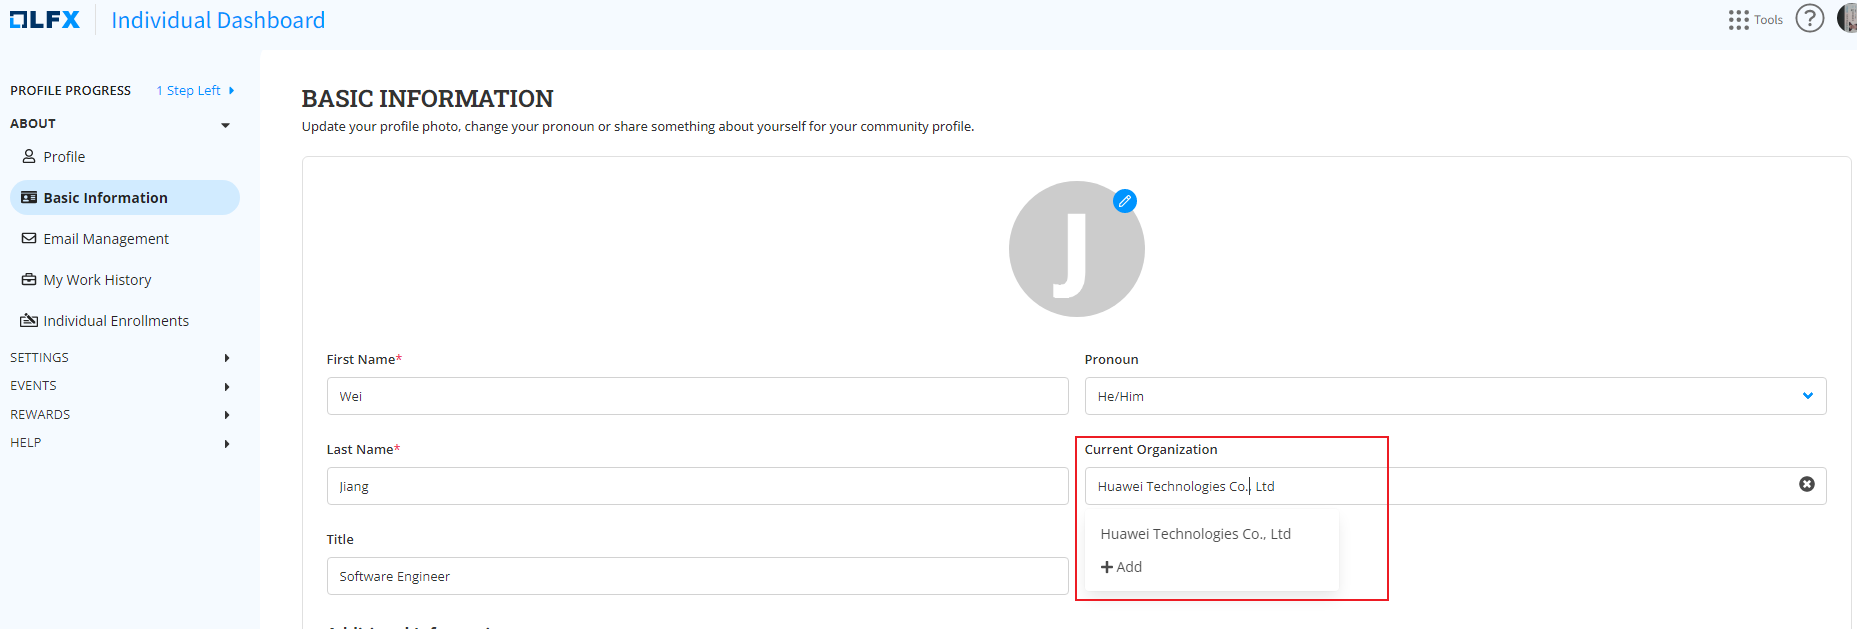 LFX
Individual Dashboard
Tools
?
PROFILE PROGRESS
1 Step Left
ABOUT
Profile
Basic Information
Email Management
My Work History
Individual Enrollments
SETTINGS
EVENTS
REWARDS
HELP
BASIC INFORMATION
Update your profile photo, change your pronoun or share something about yourself for your community profile.
J
First Name*
Wei
Pronoun
He/Him
Last Name*
Jiang
Current Organization
Huawei Technologies Co., Ltd
Huawei Technologies Co., Ltd
+ Add
Title
Software Engineer